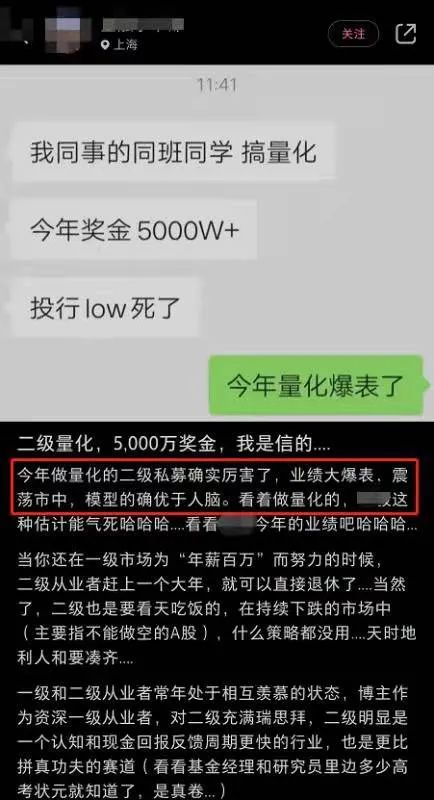 上海
关注
11:41
我同事的同班同学 搞量化
今年奖金 5000W+
投行low死了
今年量化爆表了
二级量化，5,000万奖金，我是信的....
今年做量化的二级私募确实厉害了，业绩大爆表、震
荡市中，模型的确优于人脑。看着做量化的，这
种估计能气死哈哈哈....看看今年的业绩吧哈哈哈...
当你还在一级市场为“年薪百万”而努力的时候，
二级从业者赶上一个大年，就可以直接退休了....当然
了，二级也是要看天吃饭的，在持续下跌的市场中
（主要指不能做空的A股），什么策略都没用....天时地
利人和要凑齐....
一级和二级从业者常年处于相互羡慕的状态，博主作
为资深一级从业者，对二级充满瑞思拜，二级明显是
一个认知和现金回报反馈周期更快的行业，也是更比
拼真功夫的赛道（看看基金经理和研究员里边多少高
考状元就知道了，是真卷...）